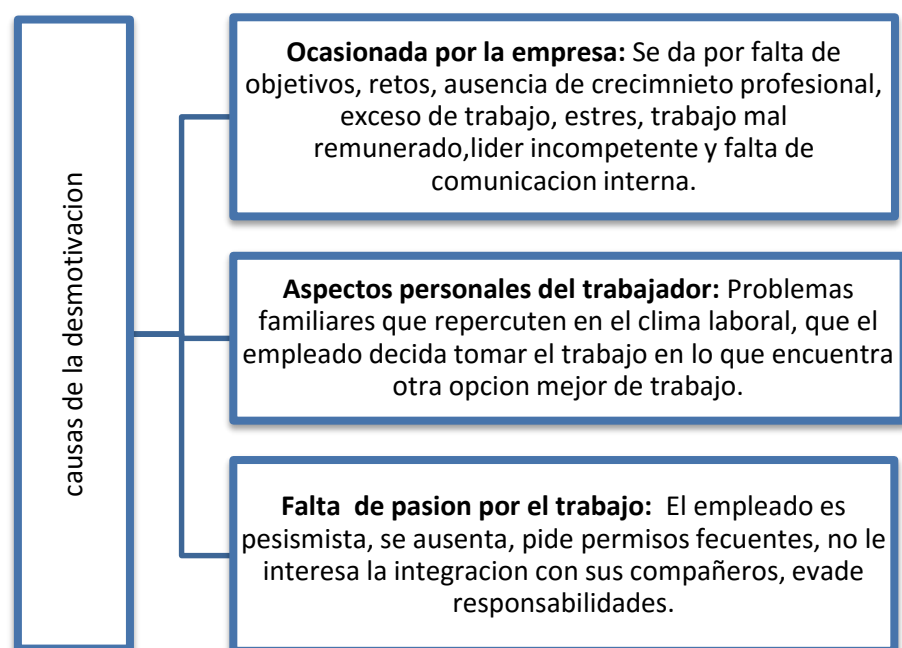 causas de la desmotivacion
Ocasionada por la empresa: Se da por falta de
objetivos, retos, ausencia de crecimnieto profesional,
exceso de trabajo, estres, trabajo mal
remunerado,lider incompetente y falta de
comunicacion interna.
Aspectos personales del trabajador: Problemas
familiares que repercuten en el clima laboral, que el
empleado decida tomar el trabajo en lo que encuentra
otra opcion mejor de trabajo.
Falta  de pasion por el trabajo:  El empleado es
pesismista, se ausenta, pide permisos fecuentes, no le
interesa la integracion con sus compañeros, evade
responsabilidades.